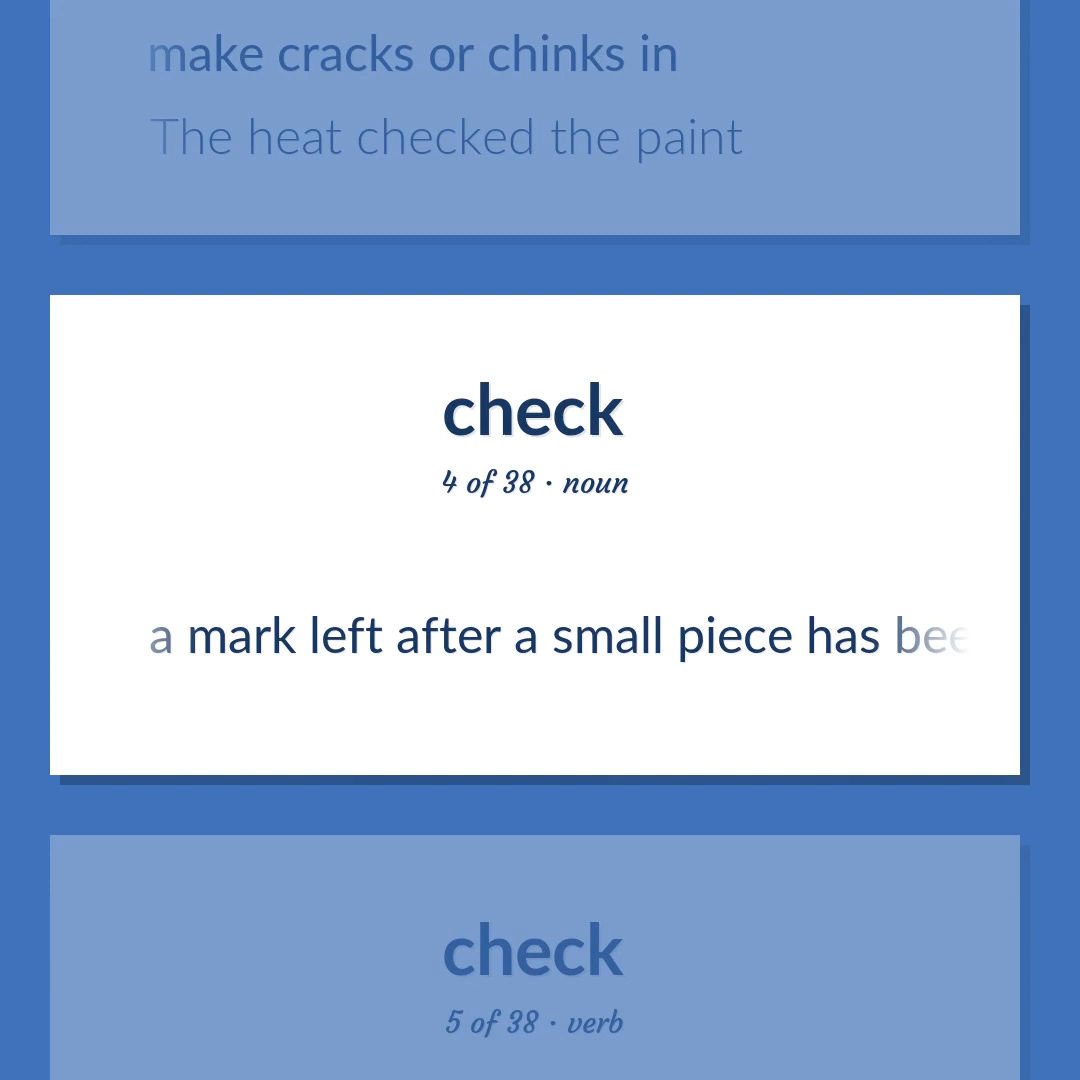 make cracks or chinks in
The heat checked the paint
check
4 of 38 · noun
a mark left after a small piece has
check
5 of 38 · verb